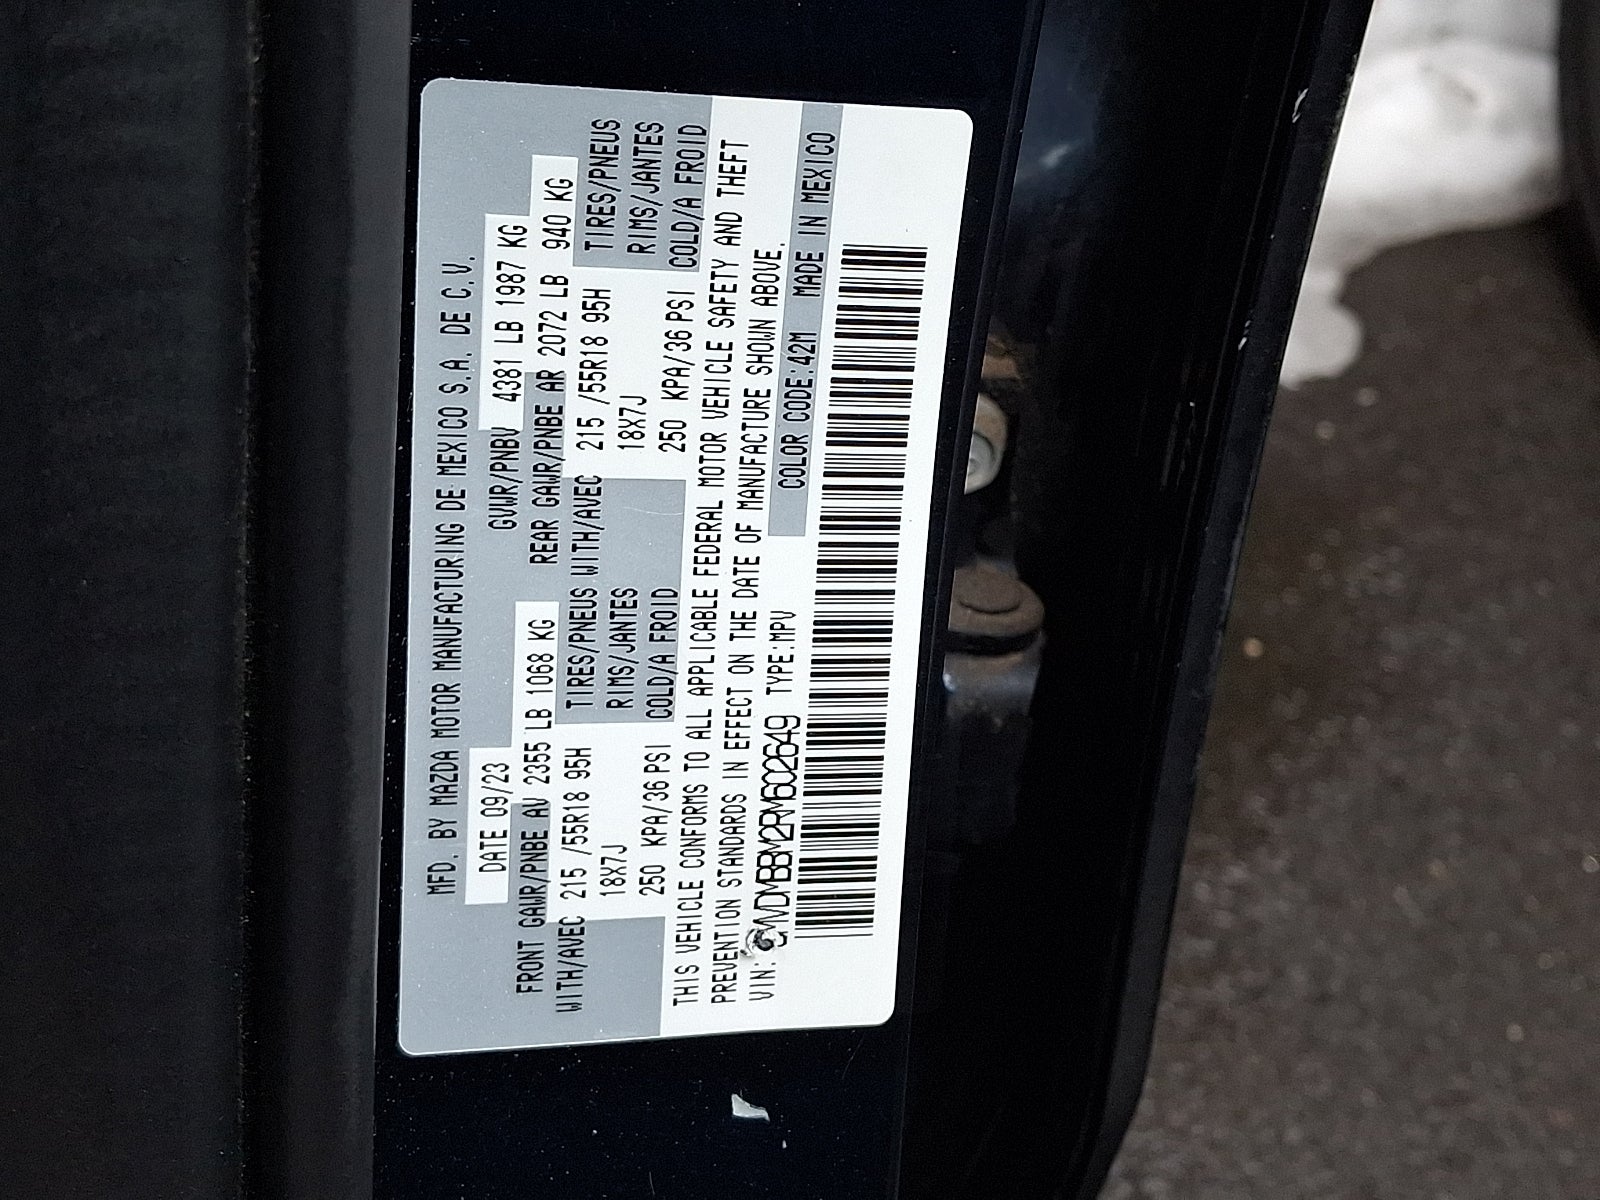 MFD. BY MAZDA MOTOR MANUFACTURING DE MEXICO S.A. DE C.V.
DATE 09/23 GVWR/PNBV 4381 LB 1987 KG
FRONT GAWR/PNBE AV 2355 LB 1068 KG REAR GAWR/PNBE AR 2072 LB 940 KG
WITH/AVEC 215 /55R18 95H TIRES/PNEUS WITH/AVEC 215 /55R18 95H TIRES/PNEUS
18X7J RIMS/JANTES 18X7J RIMS/JANTES
250 KPA/36 PSI COLD/A FROID 250 KPA/36 PSI COLD/A FROID
THIS VEHICLE CONFORMS TO ALL APPLICABLE FEDERAL MOTOR VEHICLE SAFETY AND THEFT
PREVENTION STANDARDS IN EFFECT ON THE DATE OF MANUFACTURE SHOWN ABOVE.
VIN: 3MVDMBBM2RM602649 TYPE:MPV COLOR CODE:42M MADE IN MEXICO